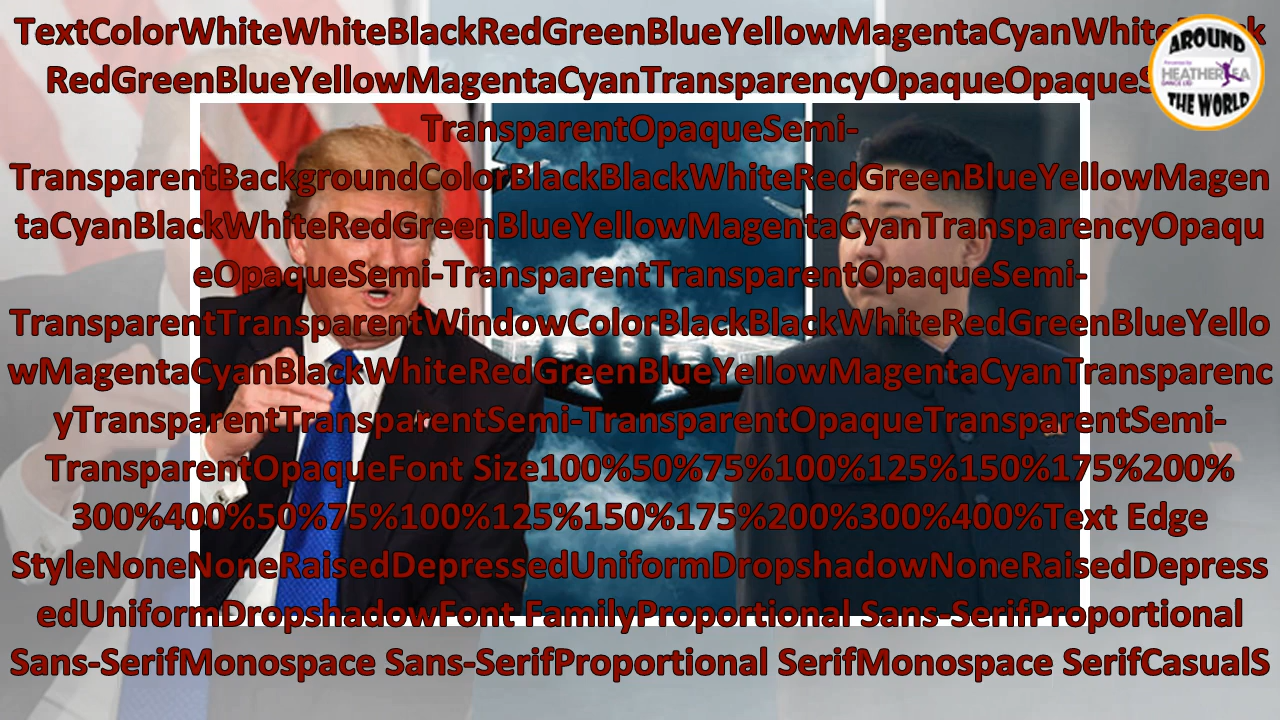 TextColorWhiteWhiteBlackRedGreenBlueYellowMagentaCyanWhite
RedGreenBlueYellowMagentaCyanTransparencyOpaqueOpaque
TransparentOpaqueSemi-
TransparentBackgroundColorBlackBlackWhiteRedGreenBlueYellowMagen
taCyanBlackWhiteRedGreenBlueYellowMagentaCyanTransparencyOpaqu
eOpaqueSemi-TransparentTransparentOpaqueSemi-
TransparentTransparentWindowColorBlackBlackWhiteRedGreenBlueYello
wMagentaCyanBlackWhiteRedGreenBlueYellowMagentaCyanTransparenc
yTransparentTransparentSemi-TransparentOpaqueTransparentSemi-
TransparentOpaqueFont Size100%50%75%100%125%150%175%200%
300%400%50%75%100%125%150%175%200%300%400%Text Edge
StyleNoneNoneRaisedDepressedUniformDropshadowNoneRaisedDepress
edUniformDropshadowFont FamilyProportional Sans-SerifProportional
Sans-SerifMonospace Sans-SerifProportional SerifMonospace SerifCasualS
AROUND
THE WORLD